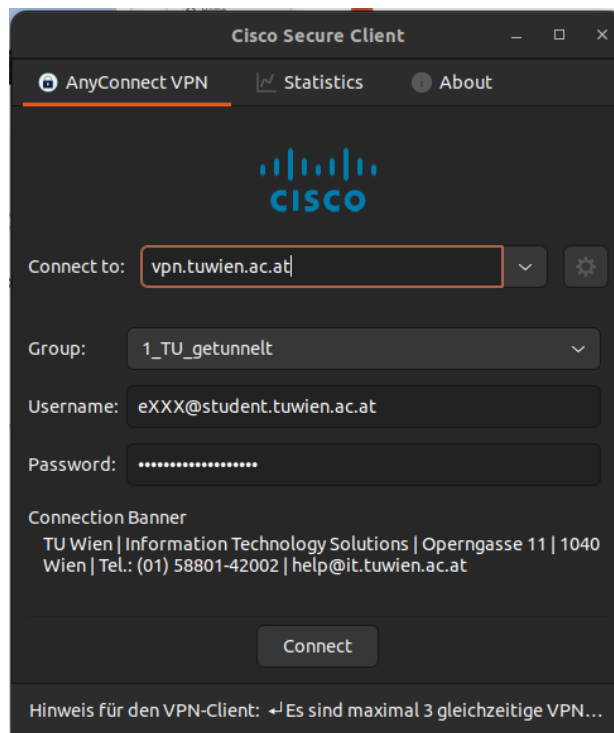 Cisco Secure Client
AnyConnect VPN Statistics About
CISCO
Connect to: vpn.tuwien.ac.at
Group: 1_TU_getunnelt
Username: eXXX@student.tuwien.ac.at
Password: •••••••••••••••••••
Connection Banner
TU Wien | Information Technology Solutions | Operngasse 11 | 1040
Wien | Tel.: (01) 58801-42002 | help@it.tuwien.ac.at
Connect
Hinweis für den VPN-Client: ↵Es sind maximal 3 gleichzeitige VPN…